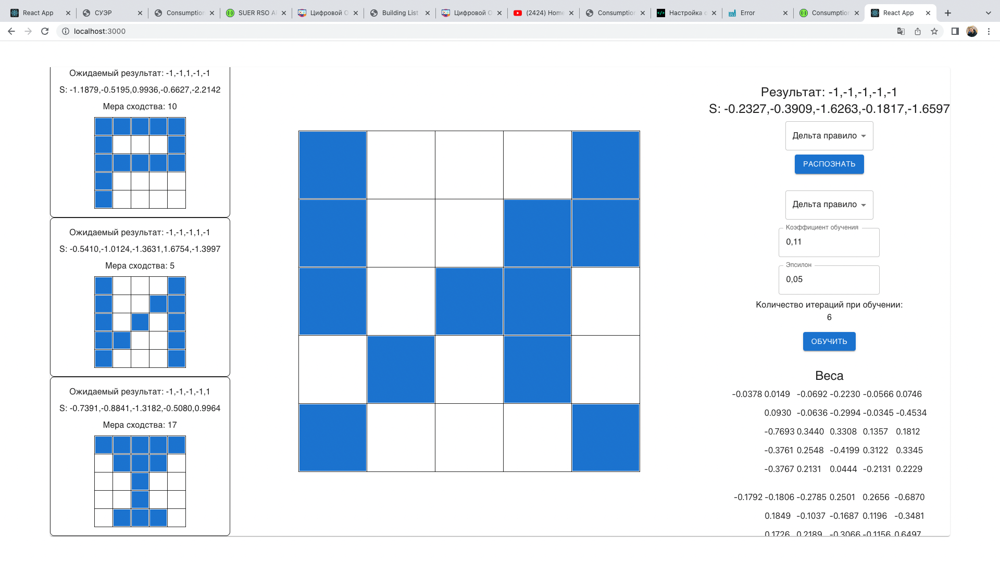 React App
СУЭР
Consumption
SUER RSO A
Цифровой О
Building List
Цифровой О
(2424) Home
Consumption
Настройка с
Error
Consumption
React App
localhost:3000
Ожидаемый результат: -1,-1,1,-1,-1
S: -1.1879,-0.5195,0.9936,-0.6627,-2.2142
Мера сходства: 10
Ожидаемый результат: -1,-1,-1,1,-1
S: -0.5410,-1.0124,-1.3631,1.6754,-1.3997
Мера сходства: 5
Ожидаемый результат: -1,-1,-1,-1,1
S: -0.7391,-0.8841,-1.3182,-0.5080,0.9964
Мера сходства: 17
Результат: -1,-1,-1,-1,-1
S: -0.2327,-0.3909,-1.6263,-0.1817,-1.6597
Дельта правило
РАСПОЗНАТЬ
Дельта правило
Коэффициент обучения
0,11
Эпсилон
0,05
Количество итераций при обучении:
6
ОБУЧИТЬ
Веса
-0.0378 0.0149 -0.0692 -0.2230 -0.0566 0.0746
0.0930 -0.0636 -0.2994 -0.0345 -0.4534
-0.7693 0.3440 0.3308 0.1357 0.1812
-0.3761 0.2548 -0.4199 0.3122 0.3345
-0.3767 0.2131 0.0444 -0.2131 0.2229
-0.1792 -0.1806 -0.2785 0.2501 0.2656 -0.6870
0.1849 -0.1037 -0.1687 0.1196 -0.3481
0.1726 0.2189 -0.3066 -0.1156 0.6497